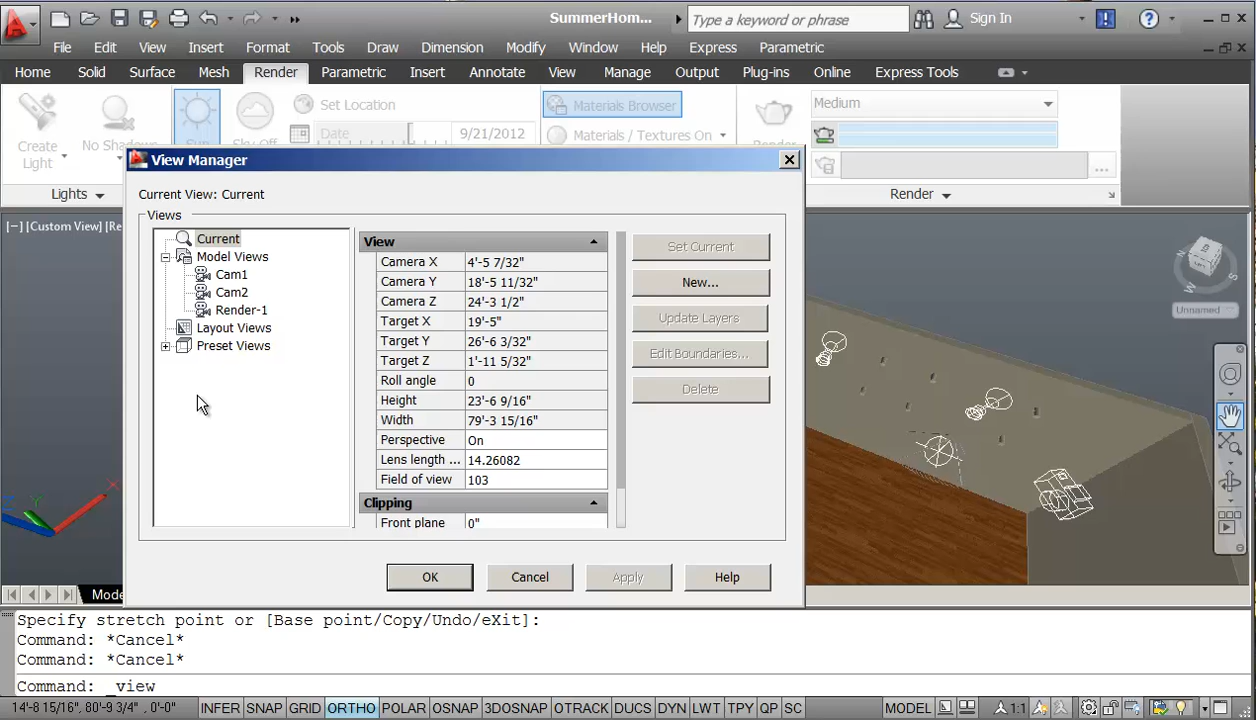 SummerHom... Type a keyword or phrase Sign In
File Edit View Insert Format Tools Draw Dimension Modify Window Help Express Parametric
Home Solid Surface Mesh Render Parametric Insert Annotate View Manage Output Plug-ins Online Express Tools
Set Location Materials Browser Medium
Create Light No Shadows Sun Sky Off Date 9/21/2012 Materials / Textures On Render
Lights Render
View Manager
Current View: Current
Views
[−] [Custom View] [Re
Current
Model Views
Cam1
Cam2
Render-1
Layout Views
Preset Views
View
Camera X 4'-5 7/32"
Camera Y 18'-5 11/32"
Camera Z 24'-3 1/2"
Target X 19'-5"
Target Y 26'-6 3/32"
Target Z 1'-11 5/32"
Roll angle 0
Height 23'-6 9/16"
Width 79'-3 15/16"
Perspective On
Lens length ... 14.26082
Field of view 103
Clipping
Front plane 0"
Set Current
New...
Update Layers
Edit Boundaries...
Delete
N S W
Unnamed
OK Cancel Apply Help
Mode
Specify stretch point or [Base point/Copy/Undo/eXit]:
Command: *Cancel*
Command: *Cancel*
Command: _view
14'-8 15/16", 80'-9 3/4" , 0'-0" INFER SNAP GRID ORTHO POLAR OSNAP 3DOSNAP OTRACK DUCS DYN LWT TPY QP SC MODEL 1:1